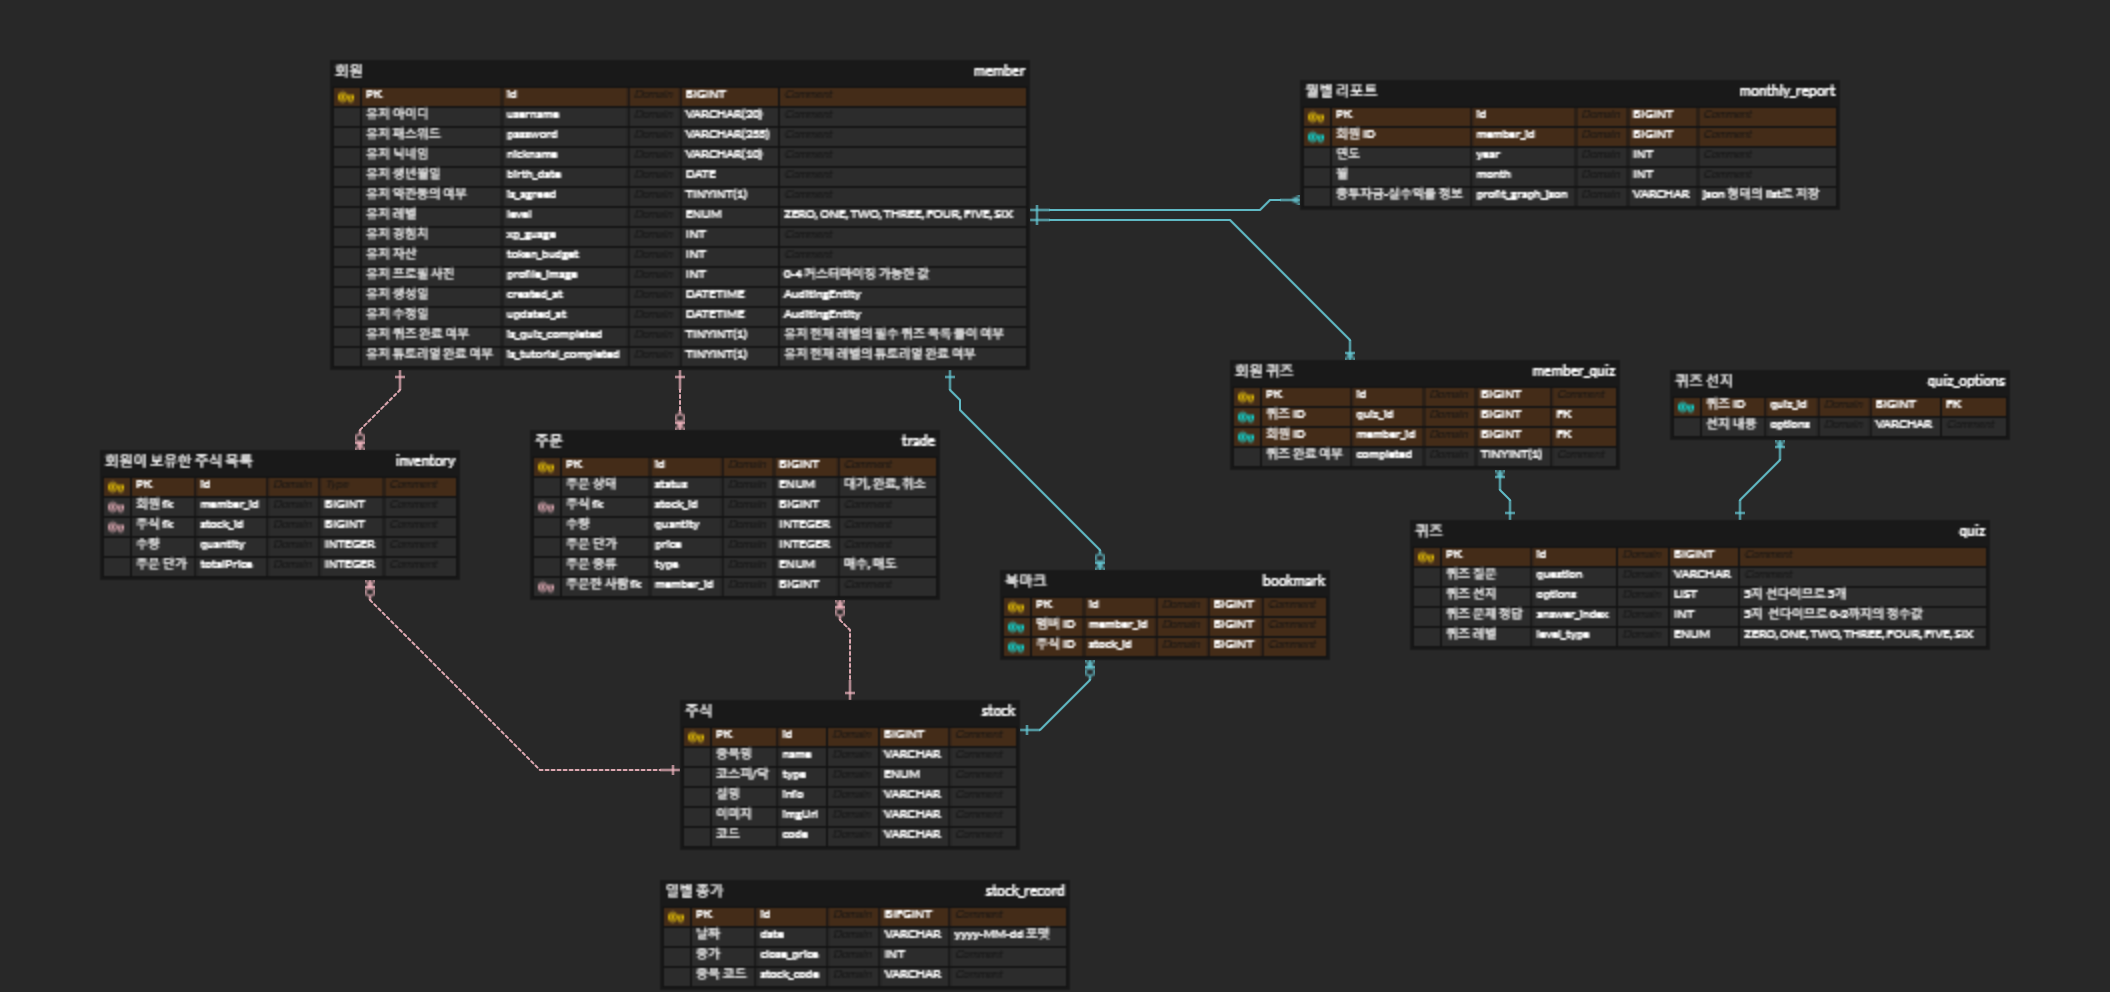 회원 member
PK id Domain BIGINT Comment
유저 아이디 username Domain VARCHAR(20) Comment
유저 패스워드 password Domain VARCHAR(255) Comment
유저 닉네임 nickname Domain VARCHAR(10) Comment
유저 생년월일 birth_date Domain DATE Comment
유저 약관동의 여부 is_agreed Domain TINYINT(1) Comment
유저 레벨 level Domain ENUM ZERO, ONE, TWO, THREE, FOUR, FIVE, SIX
유저 경험치 xp_guage Domain INT Comment
유저 자산 token_budget Domain INT Comment
유저 프로필 사진 profile_image Domain INT 0-4 커스터마이징 가능한 값
유저 생성일 created_at Domain DATETIME AuditingEntity
유저 수정일 updated_at Domain DATETIME AuditingEntity
유저 퀴즈 완료 여부 is_quiz_completed Domain TINYINT(1) 유저 현재 레벨의 필수 퀴즈 풀이 여부
유저 튜토리얼 완료 여부 is_tutorial_completed Domain TINYINT(1) 유저 현재 레벨의 튜토리얼 완료 여부
월별 리포트 monthly_report
PK id Domain BIGINT Comment
회원 ID member_id Domain BIGINT Comment
연도 year Domain INT Comment
월 month Domain INT Comment
총투자금-실수익률 정보 profit_graph_json Domain VARCHAR json 형태의 list로 저장
회원 퀴즈 member_quiz
PK id Domain BIGINT Comment
퀴즈 ID quiz_id Domain BIGINT FK
회원 ID member_id Domain BIGINT FK
퀴즈 완료 여부 completed Domain TINYINT(1) Comment
퀴즈 선지 quiz_options
퀴즈 ID quiz_id Domain BIGINT FK
선지 내용 options Domain VARCHAR Comment
회원이 보유한 주식 목록 inventory
PK id Domain Type Comment
회원 fk member_id Domain BIGINT Comment
주식 fk stock_id Domain BIGINT Comment
수량 quantity Domain INTEGER Comment
주문 단가 totalPrice Domain INTEGER Comment
주문 trade
PK id Domain BIGINT Comment
주문 상태 status Domain ENUM 대기, 완료, 취소
주식 fk stock_id Domain BIGINT Comment
수량 quantity Domain INTEGER Comment
주문 단가 price Domain INTEGER Comment
주문 종류 type Domain ENUM 매수, 매도
주문한 사람 fk member_id Domain BIGINT Comment
북마크 bookmark
PK id Domain BIGINT Comment
멤버 ID member_id Domain BIGINT Comment
주식 ID stock_id Domain BIGINT Comment
퀴즈 quiz
PK id Domain BIGINT Comment
퀴즈 질문 question Domain VARCHAR Comment
퀴즈 선지 options Domain LIST 3지 선다이므로 3개
퀴즈 문제 정답 answer_index Domain INT 3지 선다이므로 0-2까지의 정수값
퀴즈 레벨 level_type Domain ENUM ZERO, ONE, TWO, THREE, FOUR, FIVE, SIX
주식 stock
PK id Domain BIGINT Comment
종목명 name Domain VARCHAR Comment
코스피/닥 type Domain ENUM Comment
설명 info Domain VARCHAR Comment
이미지 imgUrl Domain VARCHAR Comment
코드 code Domain VARCHAR Comment
일별 종가 stock_record
PK id Domain BIFGINT Comment
날짜 date Domain VARCHAR yyyy-MM-dd 포맷
종가 close_price Domain INT Comment
종목 코드 stock_code Domain VARCHAR Comment